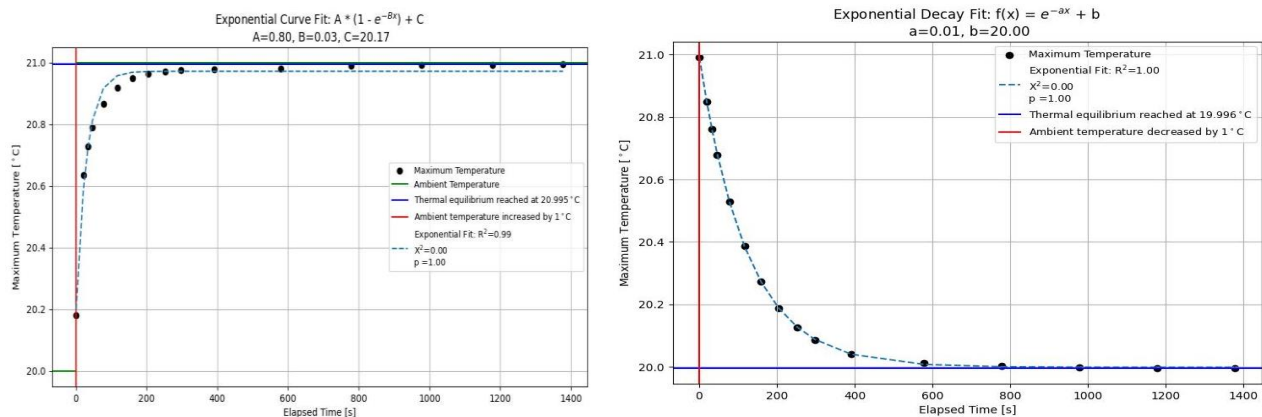 Exponential Curve Fit: A * (1 - e^{-Bx}) + C
A=0.80, B=0.03, C=20.17
Maximum Temperature [ ˚C]
21.0
20.8
20.6
20.4
20.2
20.0
Maximum Temperature
Ambient Temperature
Thermal equilibrium reached at 20.995˚C
Ambient temperature increased by 1˚C
Exponential Fit: R²=0.99
X²=0.00
p =1.00
0
200
400
600
800
1000
1200
1400
Elapsed Time [s]
Exponential Decay Fit: f(x) = e^{-ax} + b
a=0.01, b=20.00
Maximum Temperature [˚C]
21.0
20.8
20.6
20.4
20.2
20.0
Maximum Temperature
Exponential Fit: R²=1.00
X²=0.00
p =1.00
Thermal equilibrium reached at 19.996˚C
Ambient temperature decreased by 1˚C
0
200
400
600
800
1000
1200
1400
Elapsed Time [s]